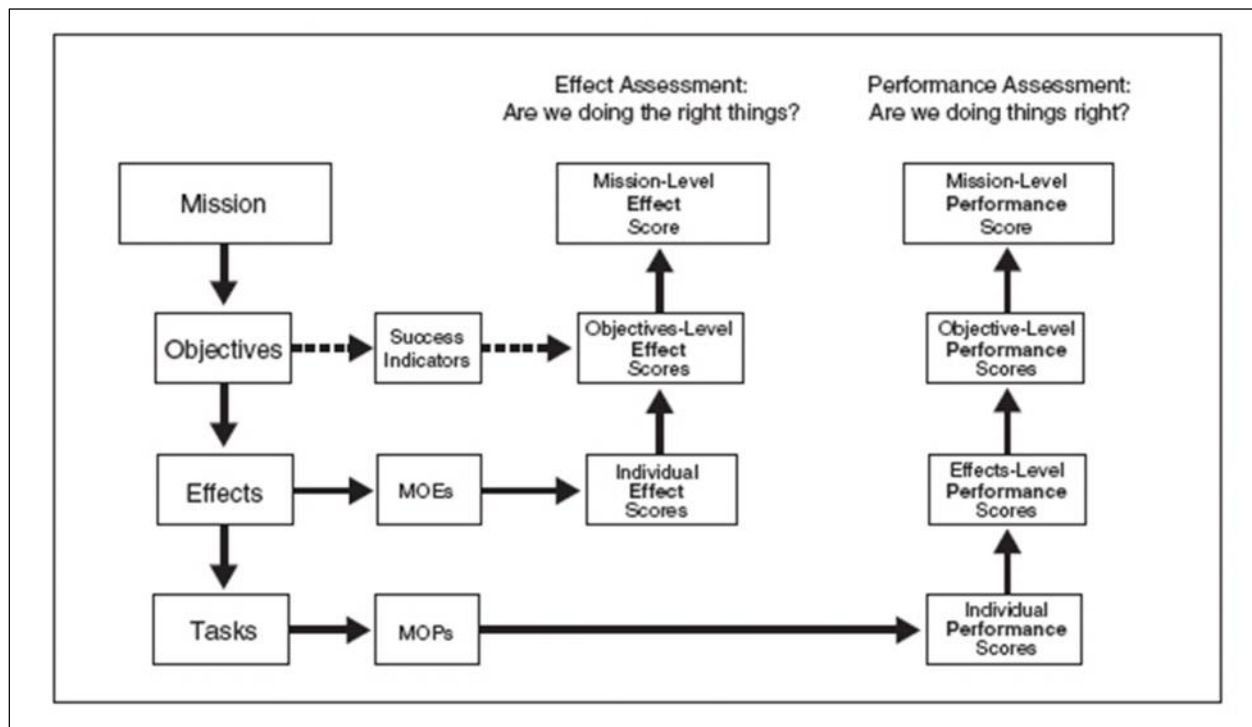 Effect Assessment:
Are we doing the right things?
Performance Assessment:
Are we doing things right?
Mission
Mission-Level
Effect
Score
Mission-Level
Performance
Score
Objectives
Success
Indicators
Objectives-Level
Effect
Scores
Objective-Level
Performance
Scores
Effects
MOEs
Individual
Effect
Scores
Effects-Level
Performance
Scores
Tasks
MOPs
Individual
Performance
Scores